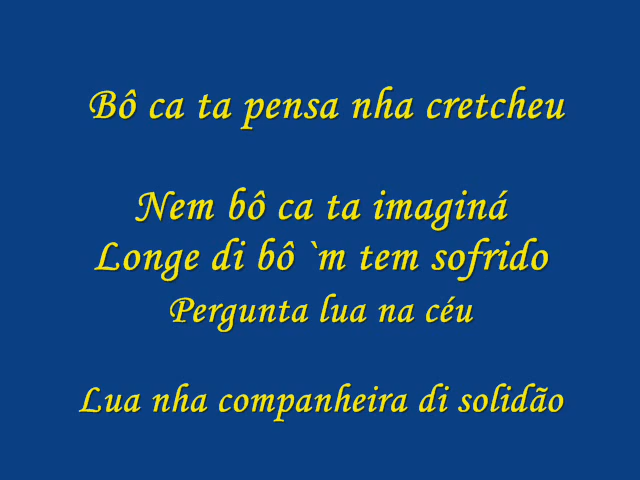 Bô ca ta pensa nha cretcheu
Nem bô ca ta imaginá
Longe di bô `m tem sofrido
Pergunta lua na céu
Lua nha companheira di solidão